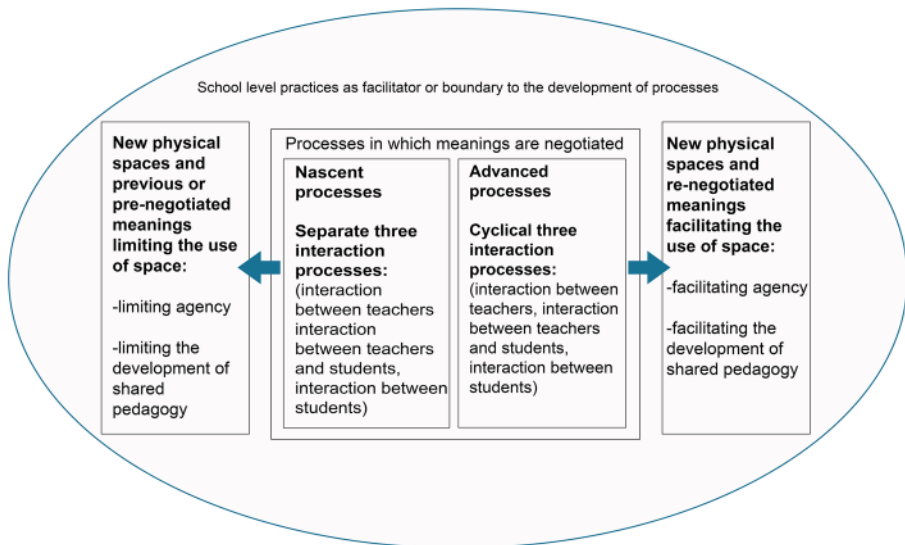 School level practices as facilitator or boundary to the development of processes
New physical
spaces and
previous or
pre-negotiated
meanings
limiting the use
of space:
-limiting agency
-limiting the
development of
shared
pedagogy
Processes in which meanings are negotiated
Nascent
processes
Separate three
interaction
processes:
(interaction
between teachers
interaction
between teachers
and students,
interaction between
students)
Advanced
processes
Cyclical three
interaction
processes:
(interaction between
teachers, interaction
between teachers
and students,
interaction between
students)
New physical
spaces and
re-negotiated
meanings
facilitating the
use of space:
-facilitating agency
-facilitating the
development of
shared pedagogy